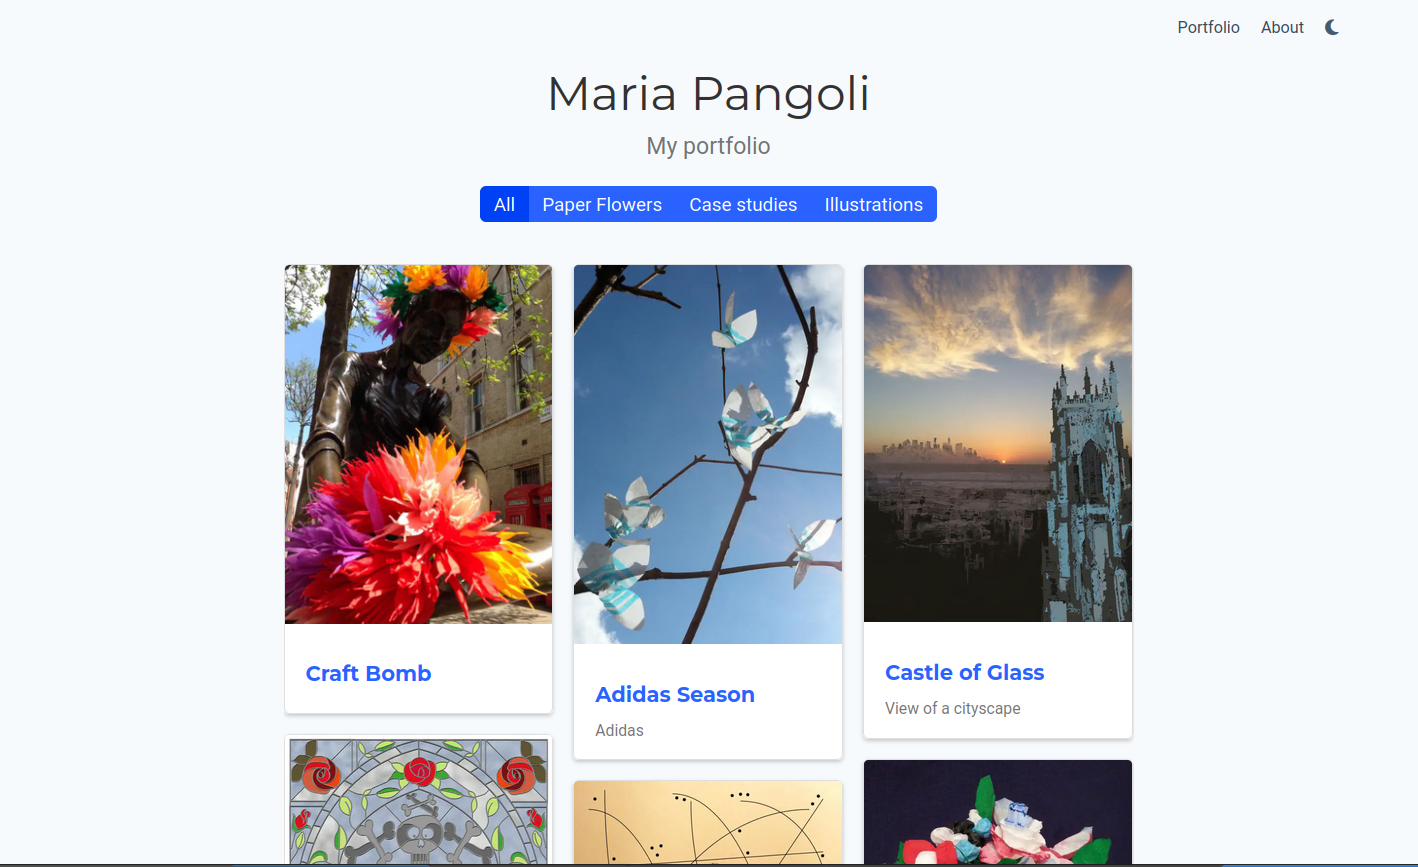 Portfolio About
Maria Pangoli
My portfolio
All Paper Flowers Case studies Illustrations
Craft Bomb
Adidas Season
Adidas
Castle of Glass
View of a cityscape